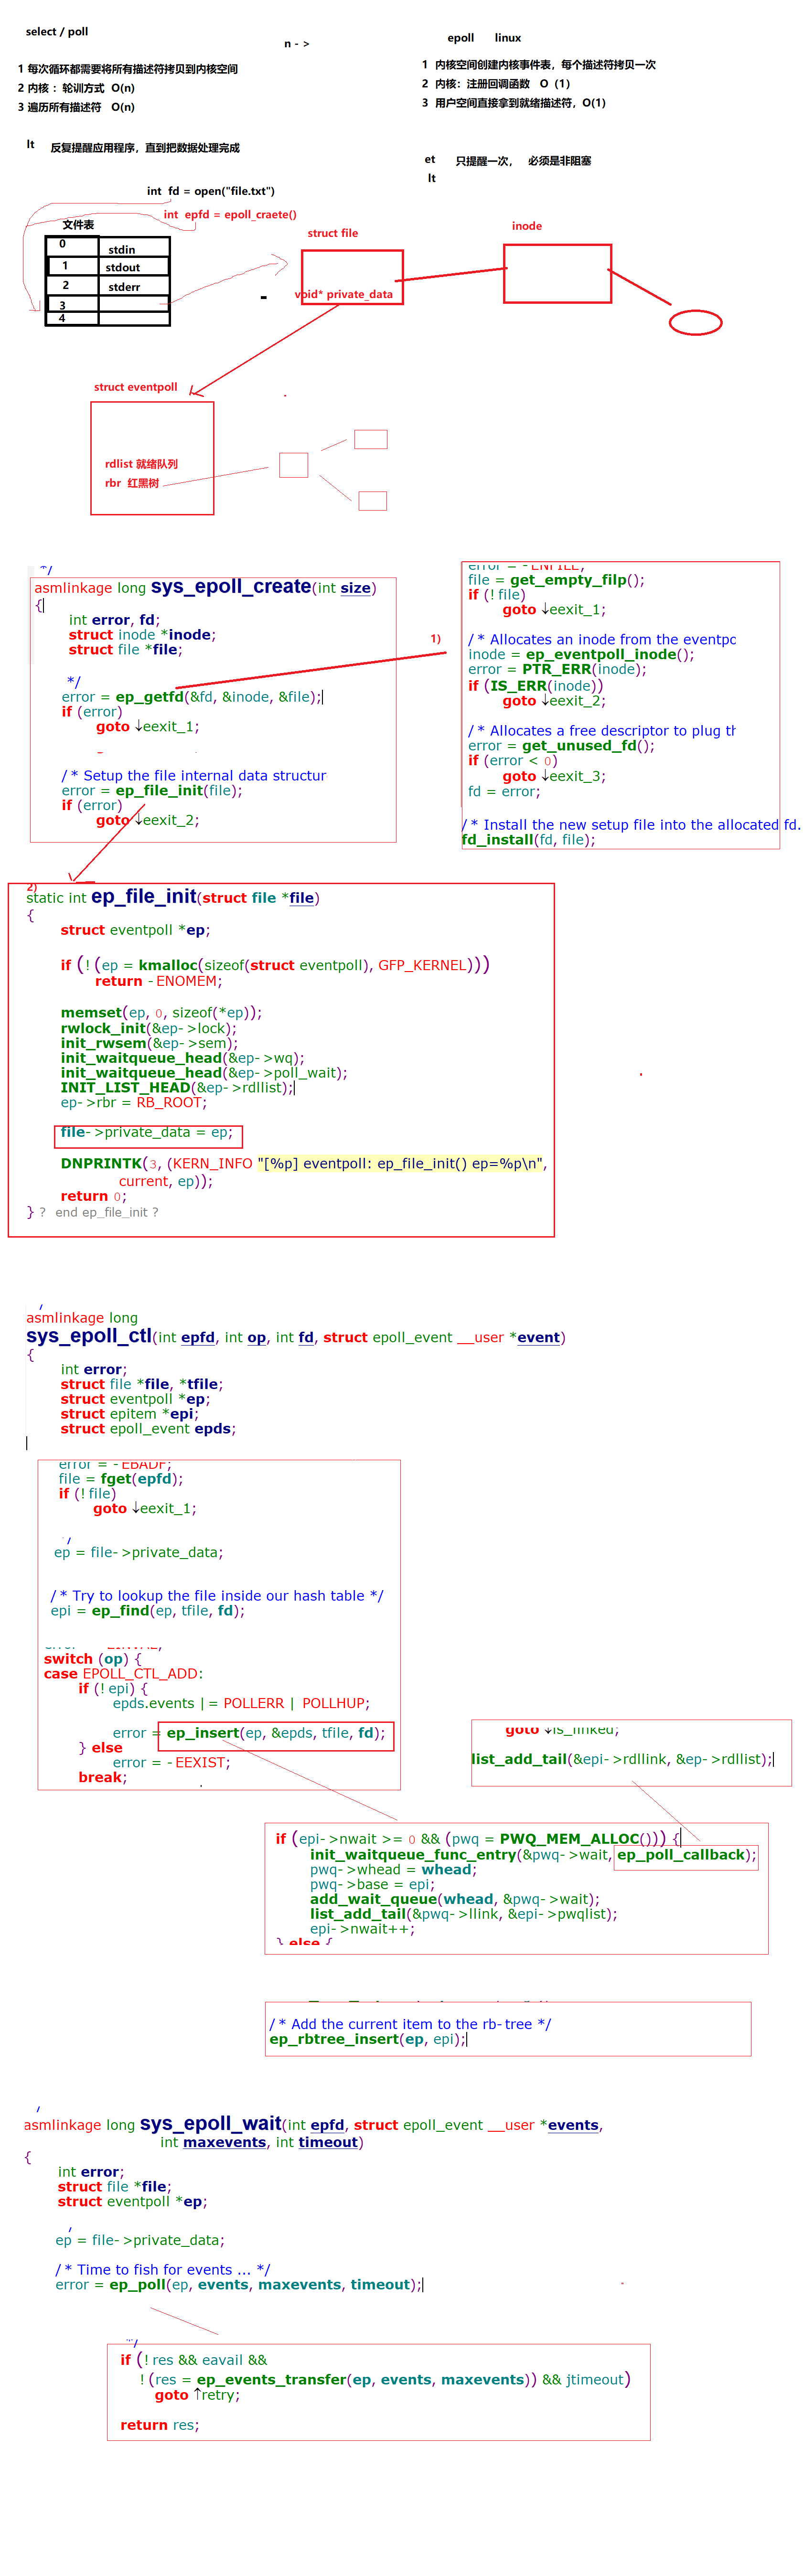 select / poll
n - >
1 每次循环都需要将所有描述符拷贝到内核空间
2 内核 ：轮训方式 O(n)
3 遍历所有描述符 O(n)
epoll linux
1 内核空间创建内核事件表，每个描述符拷贝一次
2 内核：注册回调函数 O（1）
3 用户空间直接拿到就绪描述符，O(1)
lt 反复提醒应用程序，直到把数据处理完成
et 只提醒一次， 必须是非阻塞
lt
int fd = open("file.txt")
int epfd = epoll_craete()
文件表
0 stdin
1 stdout
2 stderr
3
4
struct file
void* private_data
inode
struct eventpoll
rdlist 就绪队列
rbr 红黑树
*/
asmlinkage long sys_epoll_create(int size)
{
int error, fd;
struct inode *inode;
struct file *file;
*/
error = ep_getfd(&fd, &inode, &file);
if (error)
goto ↓eexit_1;
/* Setup the file internal data structur
error = ep_file_init(file);
if (error)
goto ↓eexit_2;
1)
error = -ENFILE;
file = get_empty_filp();
if (!file)
goto ↓eexit_1;
/* Allocates an inode from the eventpo
inode = ep_eventpoll_inode();
error = PTR_ERR(inode);
if (IS_ERR(inode))
goto ↓eexit_2;
/* Allocates a free descriptor to plug th
error = get_unused_fd();
if (error < 0)
goto ↓eexit_3;
fd = error;
/* Install the new setup file into the allocated fd.
fd_install(fd, file);
2)
static int ep_file_init(struct file *file)
{
struct eventpoll *ep;
if (!(ep = kmalloc(sizeof(struct eventpoll), GFP_KERNEL)))
return -ENOMEM;
memset(ep, 0, sizeof(*ep));
rwlock_init(&ep->lock);
init_rwsem(&ep->sem);
init_waitqueue_head(&ep->wq);
init_waitqueue_head(&ep->poll_wait);
INIT_LIST_HEAD(&ep->rdllist);
ep->rbr = RB_ROOT;
file->private_data = ep;
DNPRINTK(3, (KERN_INFO "[%p] eventpoll: ep_file_init() ep=%p\n",
current, ep));
return 0;
} ? end ep_file_init ?
/
asmlinkage long
sys_epoll_ctl(int epfd, int op, int fd, struct epoll_event __user *event)
{
int error;
struct file *file, *tfile;
struct eventpoll *ep;
struct epitem *epi;
struct epoll_event epds;
error = -EBADF;
file = fget(epfd);
if (!file)
goto ↓eexit_1;
/
ep = file->private_data;
/* Try to lookup the file inside our hash table */
epi = ep_find(ep, tfile, fd);
error = -EINVAL;
switch (op) {
case EPOLL_CTL_ADD:
if (!epi) {
epds.events |= POLLERR | POLLHUP;
error = ep_insert(ep, &epds, tfile, fd);
} else
error = -EEXIST;
break;
goto ↓is_linked;
list_add_tail(&epi->rdllink, &ep->rdllist);
if (epi->nwait >= 0 && (pwq = PWQ_MEM_ALLOC())) {
init_waitqueue_func_entry(&pwq->wait, ep_poll_callback);
pwq->whead = whead;
pwq->base = epi;
add_wait_queue(whead, &pwq->wait);
list_add_tail(&pwq->llink, &epi->pwqlist);
epi->nwait++;
} else {
/* Add the current item to the rb-tree */
ep_rbtree_insert(ep, epi);
/
asmlinkage long sys_epoll_wait(int epfd, struct epoll_event __user *events,
int maxevents, int timeout)
{
int error;
struct file *file;
struct eventpoll *ep;
/
ep = file->private_data;
/* Time to fish for events ... */
error = ep_poll(ep, events, maxevents, timeout);
*/
if (!res && eavail &&
!(res = ep_events_transfer(ep, events, maxevents)) && jtimeout)
goto ↑retry;
return res;